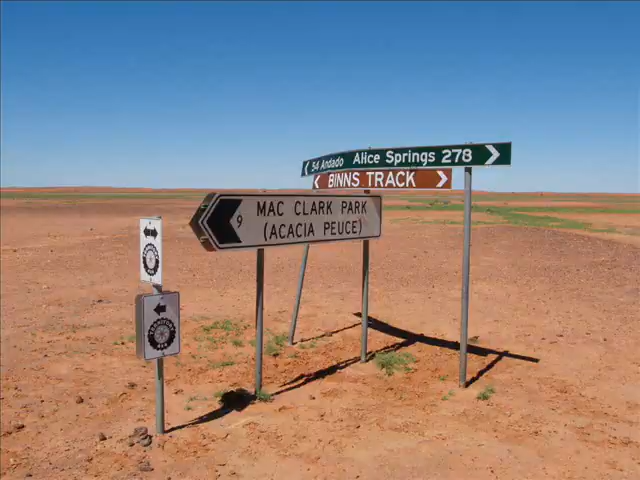 54 Andado Alice Springs 278
BINNS TRACK
9 MAC CLARK PARK
(ACACIA PEUCE)